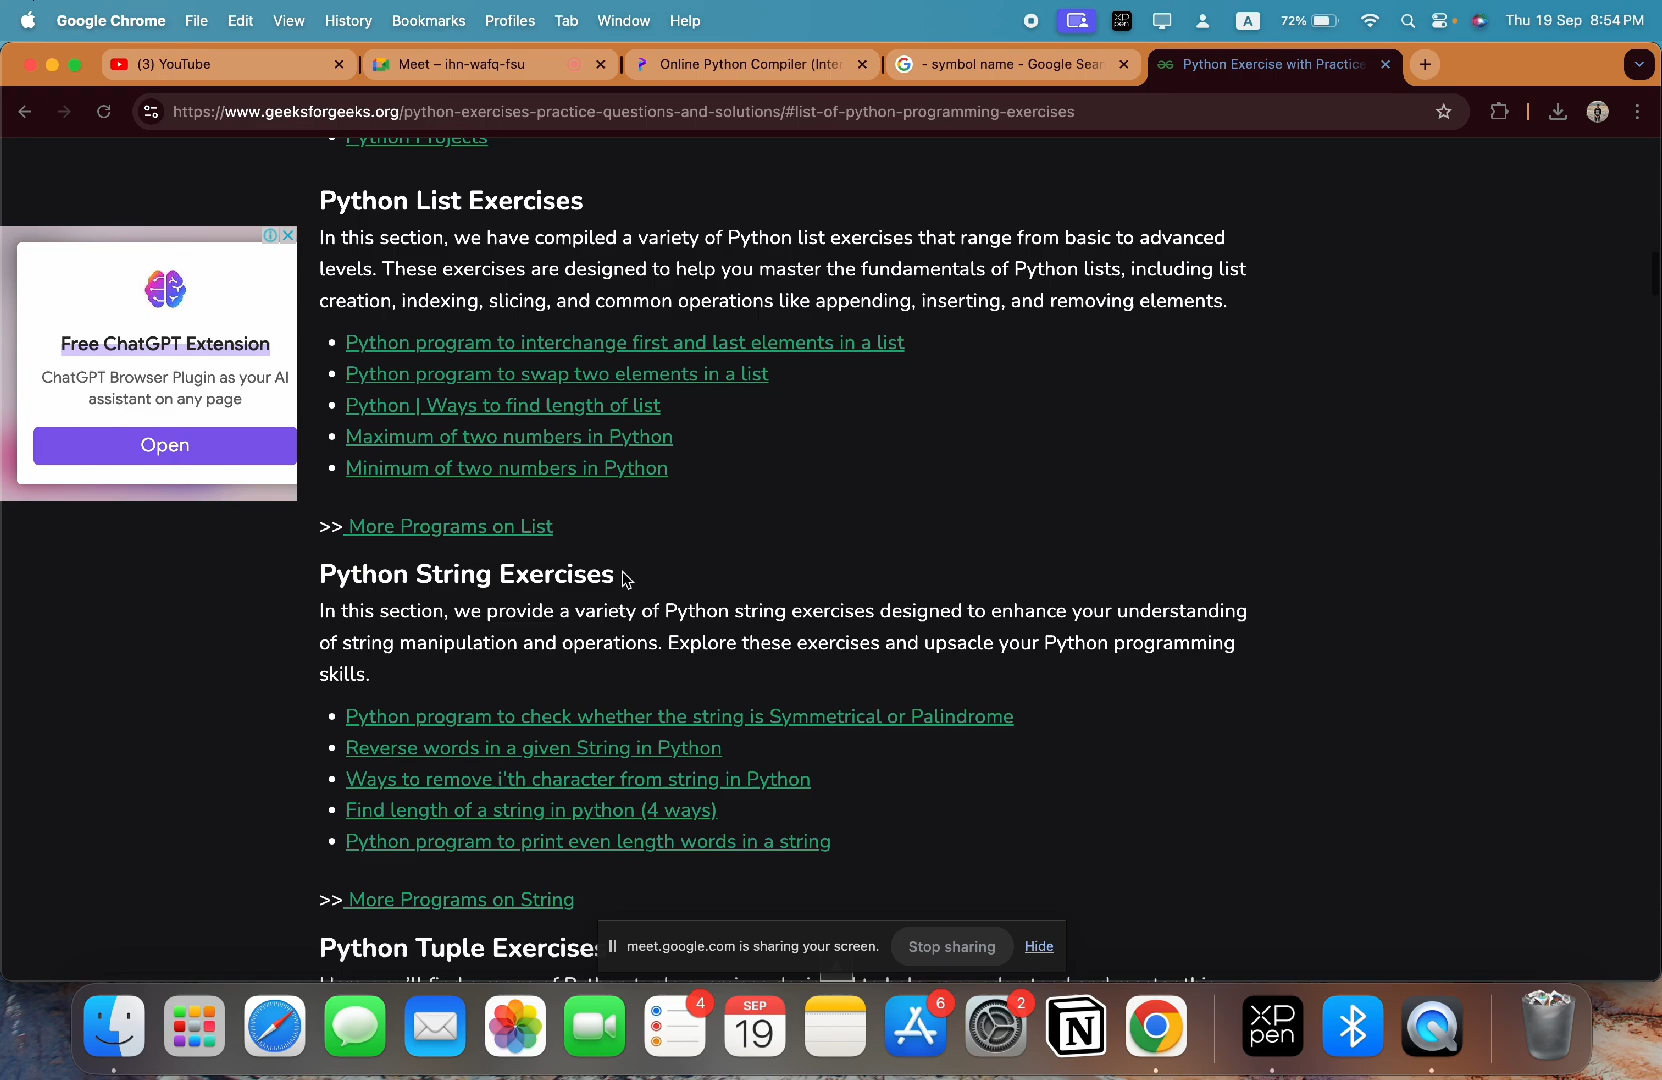 Google Chrome File Edit View History Bookmarks Profiles Tab Window Help
XP pen
A
72%
Thu 19 Sep 8:54 PM
(3) YouTube
Meet – ihn-wafq-fsu
Online Python Compiler (Inter
- symbol name - Google Sear
Python Exercise with Practice
https://www.geeksforgeeks.org/python-exercises-practice-questions-and-solutions/#list-of-python-programming-exercises
Python Projects
Python List Exercises
In this section, we have compiled a variety of Python list exercises that range from basic to advanced
levels. These exercises are designed to help you master the fundamentals of Python lists, including list
creation, indexing, slicing, and common operations like appending, inserting, and removing elements.
Python program to interchange first and last elements in a list
Python program to swap two elements in a list
Python | Ways to find length of list
Maximum of two numbers in Python
Minimum of two numbers in Python
>> More Programs on List
Free ChatGPT Extension
ChatGPT Browser Plugin as your AI
assistant on any page
Open
Python String Exercises
In this section, we provide a variety of Python string exercises designed to enhance your understanding
of string manipulation and operations. Explore these exercises and upsacle your Python programming
skills.
Python program to check whether the string is Symmetrical or Palindrome
Reverse words in a given String in Python
Ways to remove i'th character from string in Python
Find length of a string in python (4 ways)
Python program to print even length words in a string
>> More Programs on String
Python Tuple Exercises
meet.google.com is sharing your screen.
Stop sharing
Hide
4
SEP
19
6
2
N
XP
pen